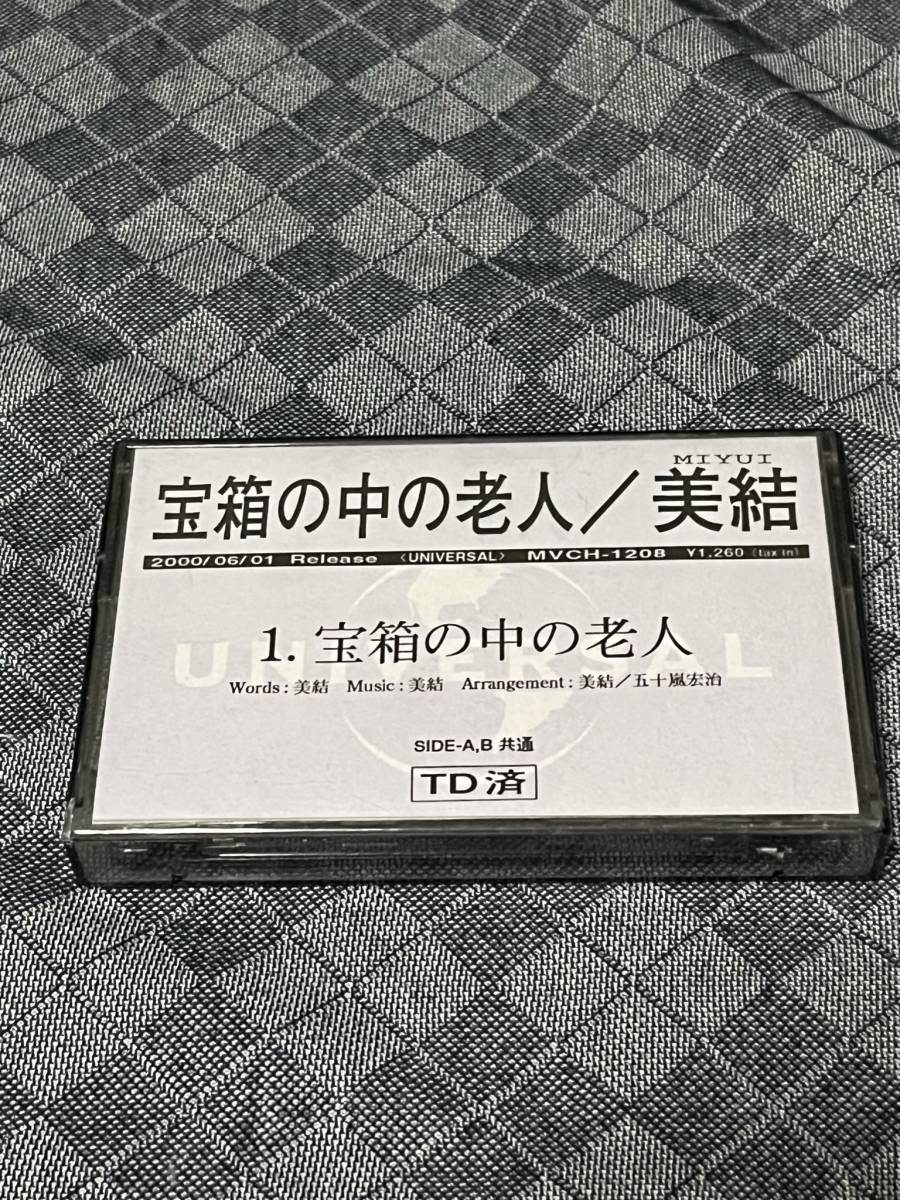 MIYUI
宝箱の中の老人／美結
2000/06/01 Release 〈UNIVERSAL〉 MVCH-1208 ¥1.260 (tax in)
UNIVERSAL
1. 宝箱の中の老人
Words : 美結 Music : 美結 Arrangement : 美結／五十嵐宏治
SIDE-A,B 共通
TD済